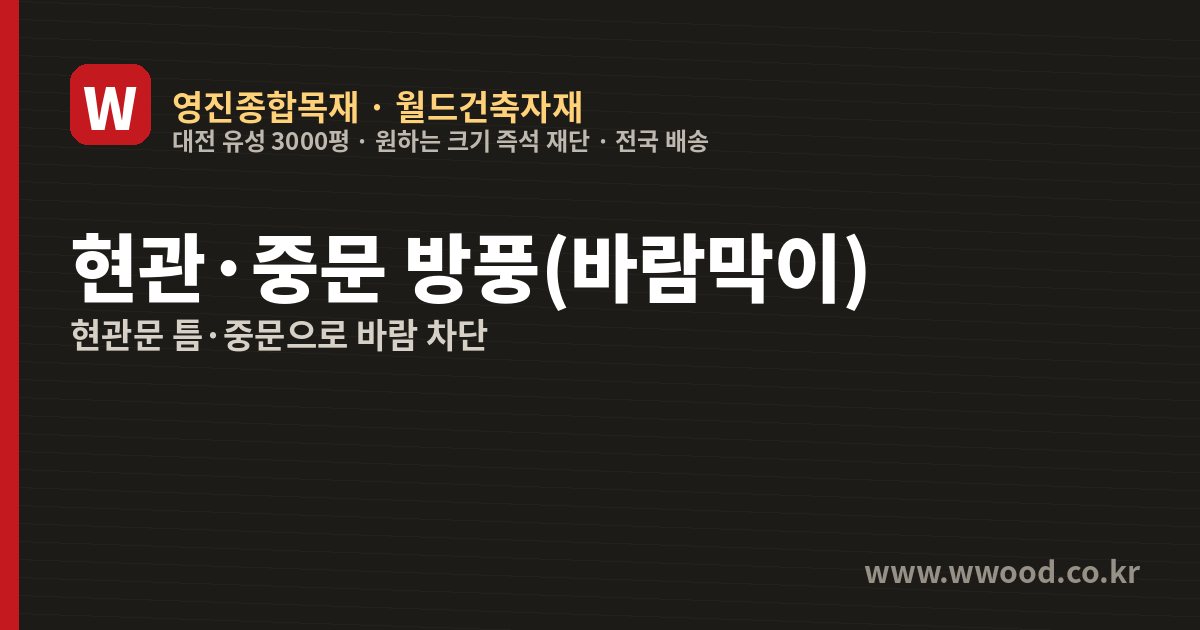 W
영진종합목재 · 월드건축자재
대전 유성 3000평 · 원하는 크기 즉석 재단 · 전국 배송
현관·중문 방풍(바람막이)
현관문 틈·중문으로 바람 차단
www.wwood.co.kr